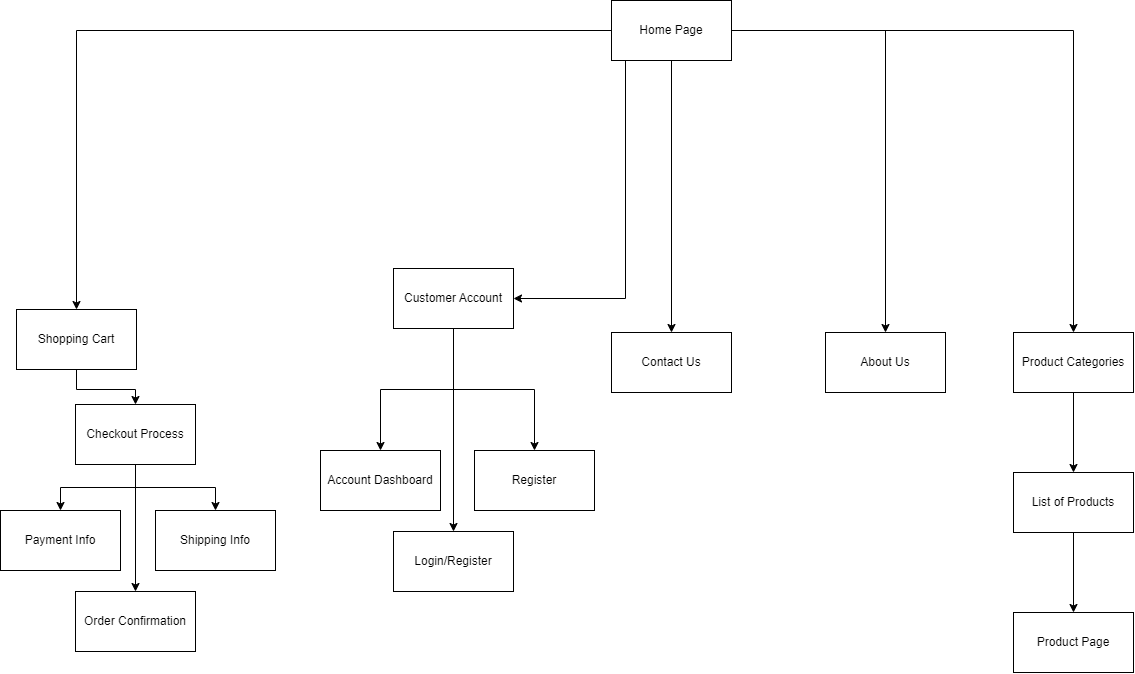 Home Page
Customer Account
Shopping Cart
Contact Us
About Us
Product Categories
Checkout Process
Account Dashboard
Register
List of Products
Payment Info
Shipping Info
Login/Register
Order Confirmation
Product Page